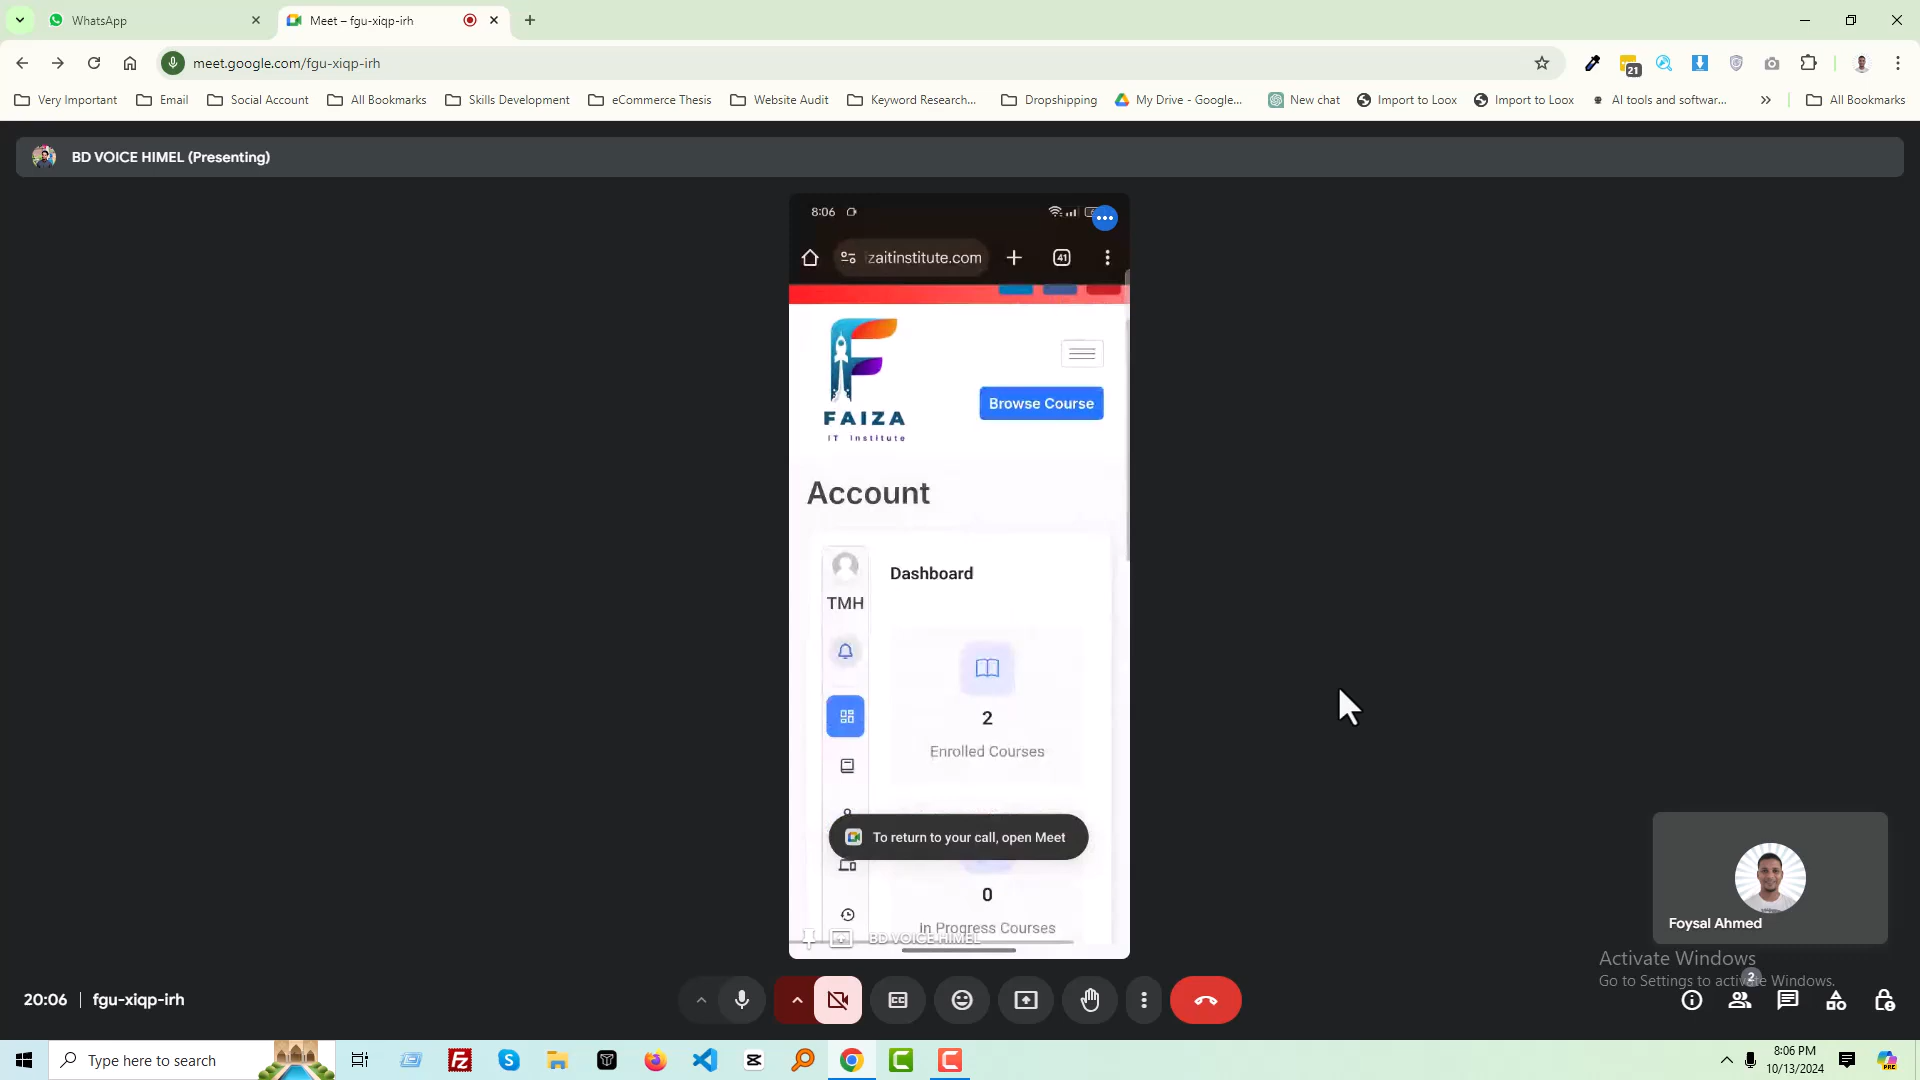 WhatsApp
Meet – fgu-xiqp-irh
meet.google.com/fgu-xiqp-irh
21
Very Important
Email
Social Account
All Bookmarks
Skills Development
eCommerce Thesis
Website Audit
Keyword Research...
Dropshipping
My Drive - Google...
New chat
Import to Loox
Import to Loox
AI tools and softwar...
All Bookmarks
BD VOICE HIMEL (Presenting)
8:06
zaitinstitute.com
41
FAIZA
IT Institute
Browse Course
Account
TMH
Dashboard
2
Enrolled Courses
To return to your call, open Meet
0
In Progress Courses
BD VOICE HIMEL
Foysal Ahmed
Activate Windows
Go to Settings to activate Windows.
20:06
fgu-xiqp-irh
2
Type here to search
8:06 PM
10/13/2024
PRE